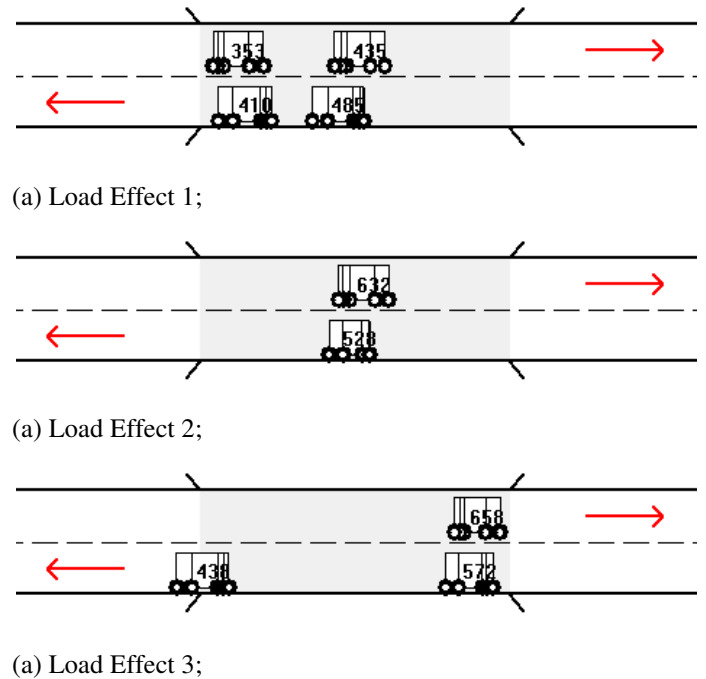 353 435
410 485
(a) Load Effect 1;
632
528
(a) Load Effect 2;
658
438 572
(a) Load Effect 3;